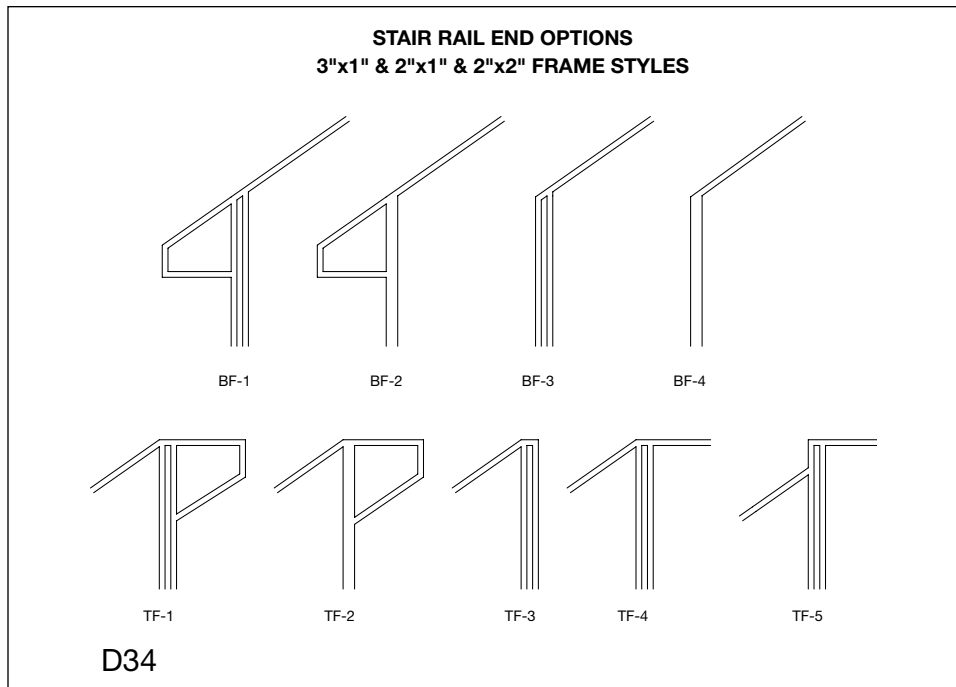 STAIR RAIL END OPTIONS
3"x1" & 2"x1" & 2"x2" FRAME STYLES
BF-1 BF-2 BF-3 BF-4
TF-1 TF-2 TF-3 TF-4 TF-5
D34